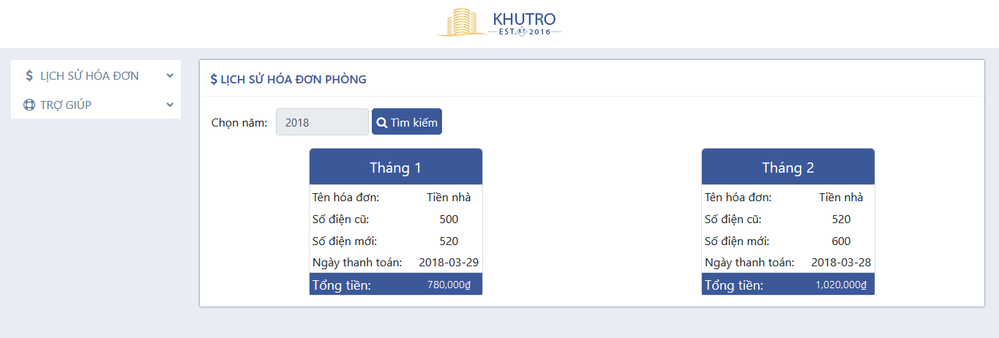 KHUTRO
EST. KT 2016
LỊCH SỬ HÓA ĐƠN
TRỢ GIÚP
$ LỊCH SỬ HÓA ĐƠN PHÒNG
Chọn năm: 2018 Tìm kiếm
Tháng 1
Tên hóa đơn: Tiền nhà
Số điện cũ: 500
Số điện mới: 520
Ngày thanh toán: 2018-03-29
Tổng tiền: 780,000₫
Tháng 2
Tên hóa đơn: Tiền nhà
Số điện cũ: 520
Số điện mới: 600
Ngày thanh toán: 2018-03-28
Tổng tiền: 1,020,000₫